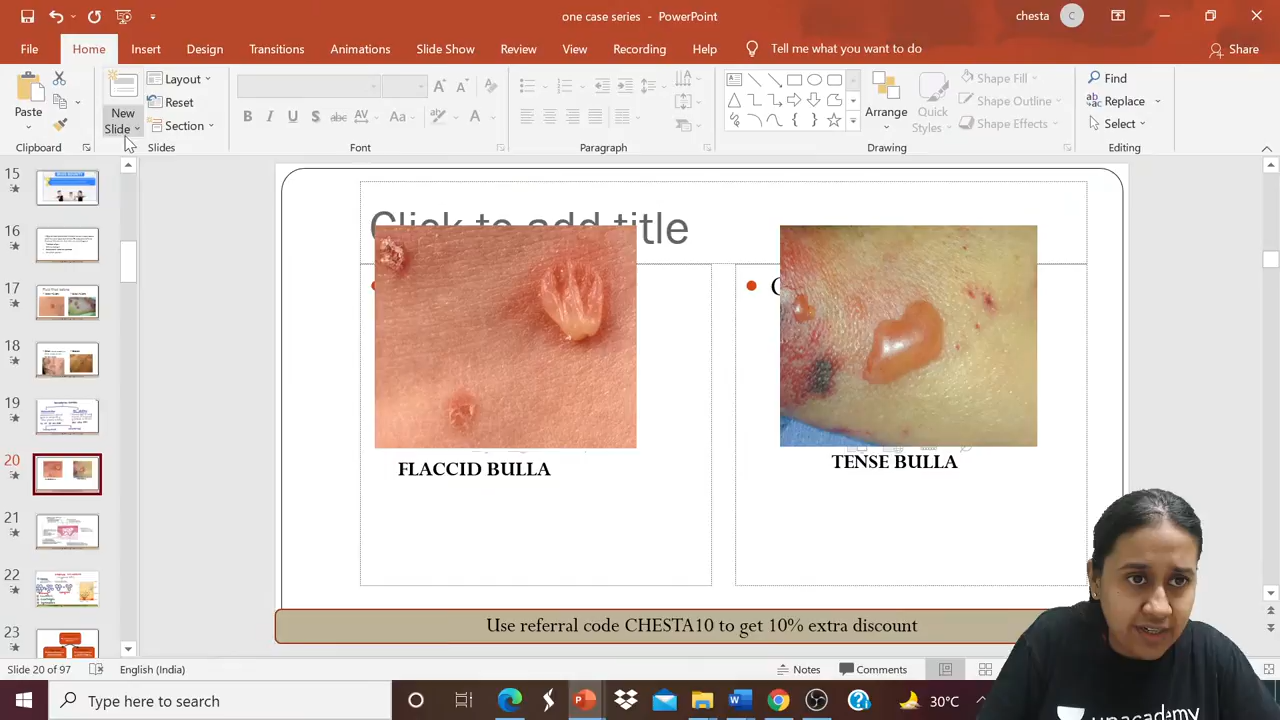 one case series - PowerPoint
chesta
C
File Home Insert Design Transitions Animations Slide Show Review View Recording Help Tell me what you want to do Share
Paste
New Slide
Layout
Reset
Section
Shape Fill
Shape Outline
Shape Effects
Arrange
Quick Styles
Find
Replace
Select
Clipboard Slides Font Paragraph Drawing Editing
15
16
17
18
19
20
21
22
23
Click to add title
FLACCID BULLA
TENSE BULLA
Use referral code CHESTA10 to get 10% extra discount
Slide 20 of 97 English (India) Notes Comments
Type here to search
30°C
unacademy